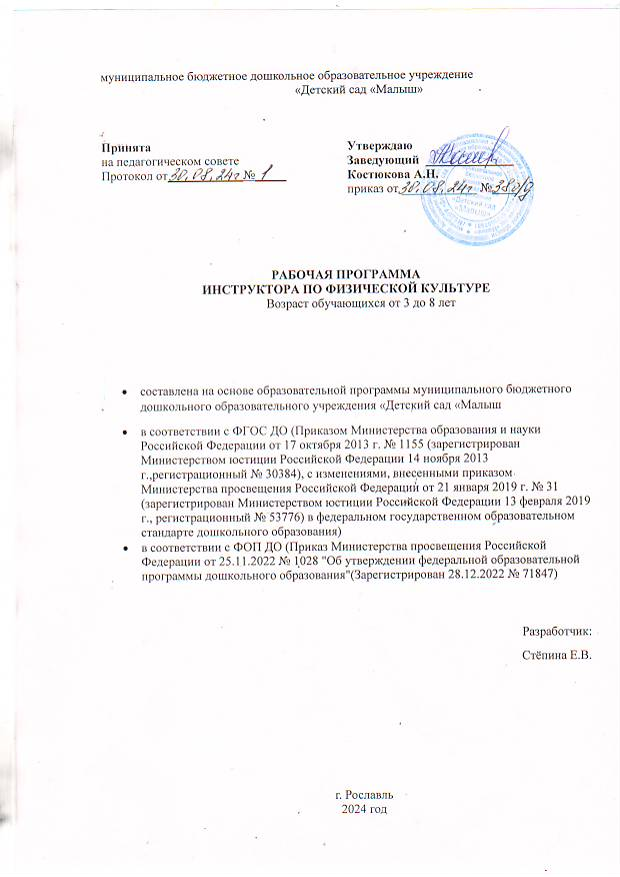 муниципальное бюджетное дошкольное образовательное учреждение
«Детский сад «Малыш»
Принята
на педагогическом совете
Протокол от 30.08.24г № 1
Утверждаю
Заведующий
Костюкова А.Н.
приказ от 30.08.24г №
«Детский сад
«Малыш»
РАБОЧАЯ ПРОГРАММА
ИНСТРУКТОРА ПО ФИЗИЧЕСКОЙ КУЛЬТУРЕ
Возраст обучающихся от 3 до 8 лет
• составлена на основе образовательной программы муниципального бюджетного
дошкольного образовательного учреждения «Детский сад «Малыш
• в соответствии с ФГОС ДО (Приказом Министерства образования и науки
Российской Федерации от 17 октября 2013 г. № 1155 (зарегистрирован
Министерством юстиции Российской Федерации 14 ноября 2013
г.,регистрационный № 30384), с изменениями, внесенными приказом
Министерства просвещения Российской Федерации от 21 января 2019 г. № 31
(зарегистрирован Министерством юстиции Российской Федерации 13 февраля 2019
г., регистрационный № 53776) в федеральном государственном образовательном
стандарте дошкольного образования)
• в соответствии с ФОП ДО (Приказ Министерства просвещения Российской
Федерации от 25.11.2022 № 1028 "Об утверждении федеральной образовательной
программы дошкольного образования"(Зарегистрирован 28.12.2022 № 71847)
Разработчик:
Стёпина Е.В.
г. Рославль
2024 год